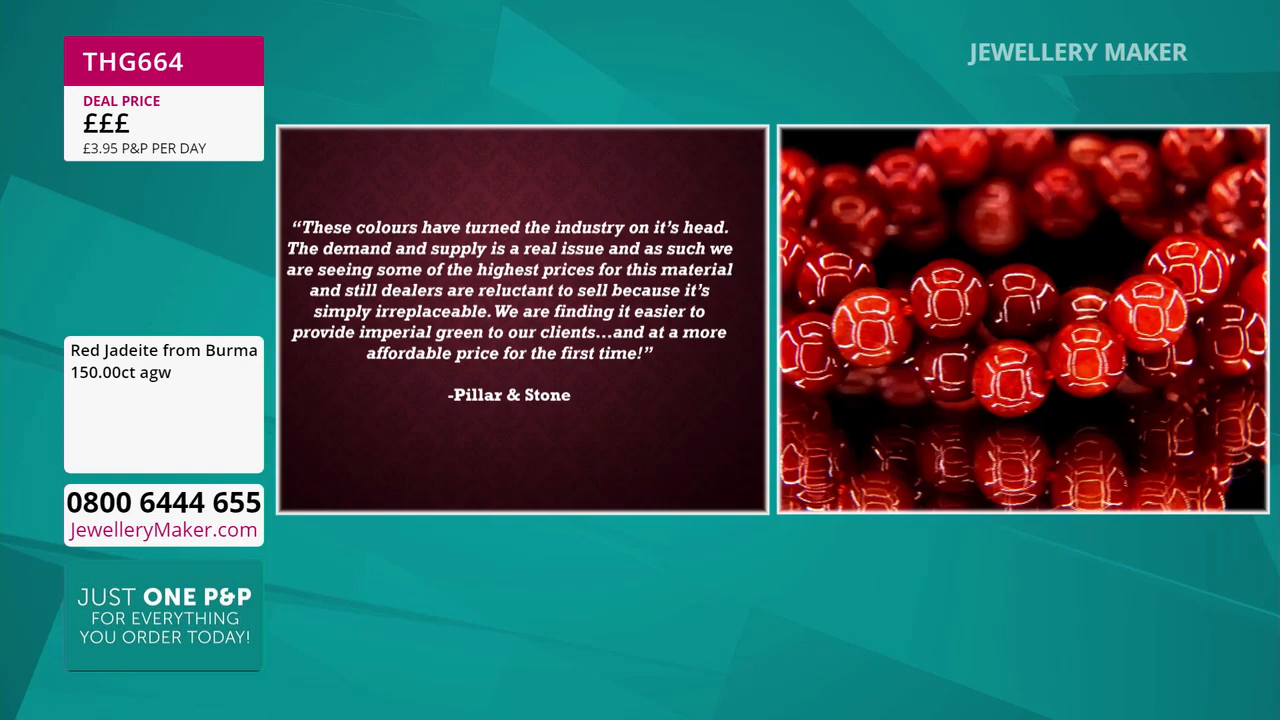 THG664
DEAL PRICE
£££
£3.95 P&P PER DAY
JEWELLERY MAKER
“These colours have turned the industry on it’s head.
The demand and supply is a real issue and as such we
are seeing some of the highest prices for this material
and still dealers are reluctant to sell because it’s
simply irreplaceable. We are finding it easier to
provide imperial green to our clients...and at a more
affordable price for the first time!”
-Pillar & Stone
Red Jadeite from Burma
150.00ct agw
0800 6444 655
JewelleryMaker.com
JUST ONE P&P
FOR EVERYTHING
YOU ORDER TODAY!